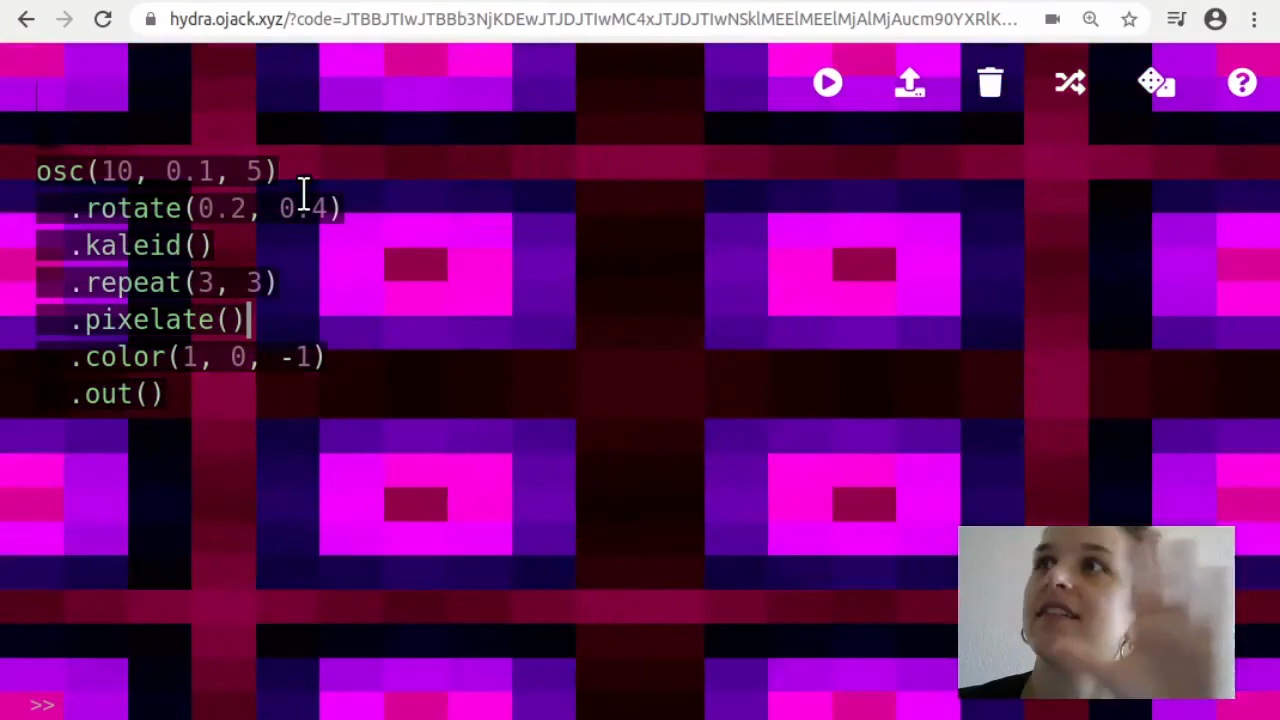 hydra.ojack.xyz/?code=JTBBJTIwJTBBb3NjKDEwJTJDJTIwMC4xJTJDJTIwNSklMEElMEElMjAlMjAucm90YXRlK...
osc(10, 0.1, 5)
.rotate(0.2, 0.4)
.kaleid()
.repeat(3, 3)
.pixelate()
.color(1, 0, -1)
.out()
>>